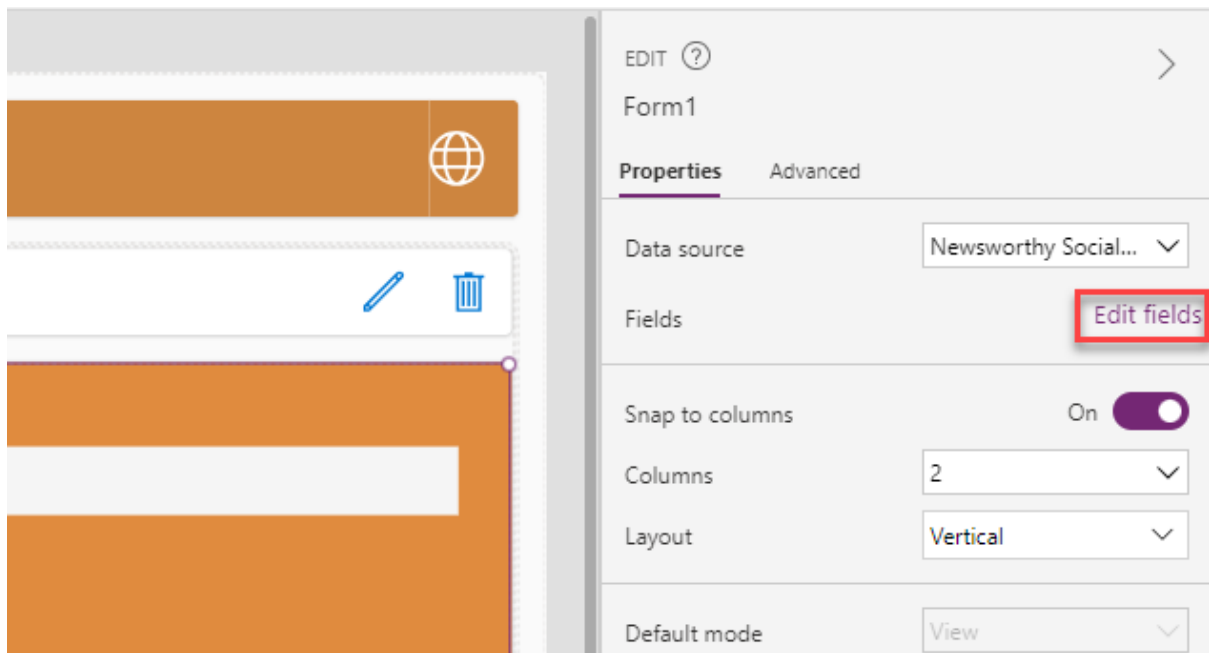 EDIT ?
Form1
Properties Advanced
Data source Newsworthy Social...
Fields Edit fields
Snap to columns On
Columns 2
Layout Vertical
Default mode View